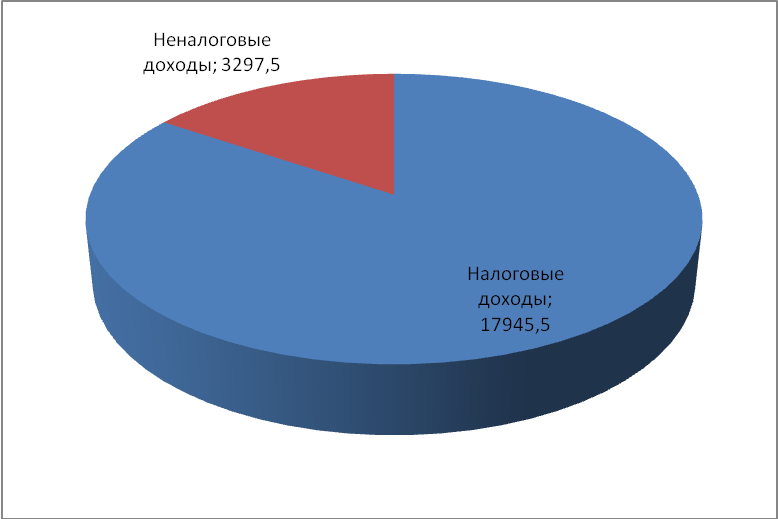 Неналоговые
доходы; 3297,5
Налоговые
доходы;
17945,5